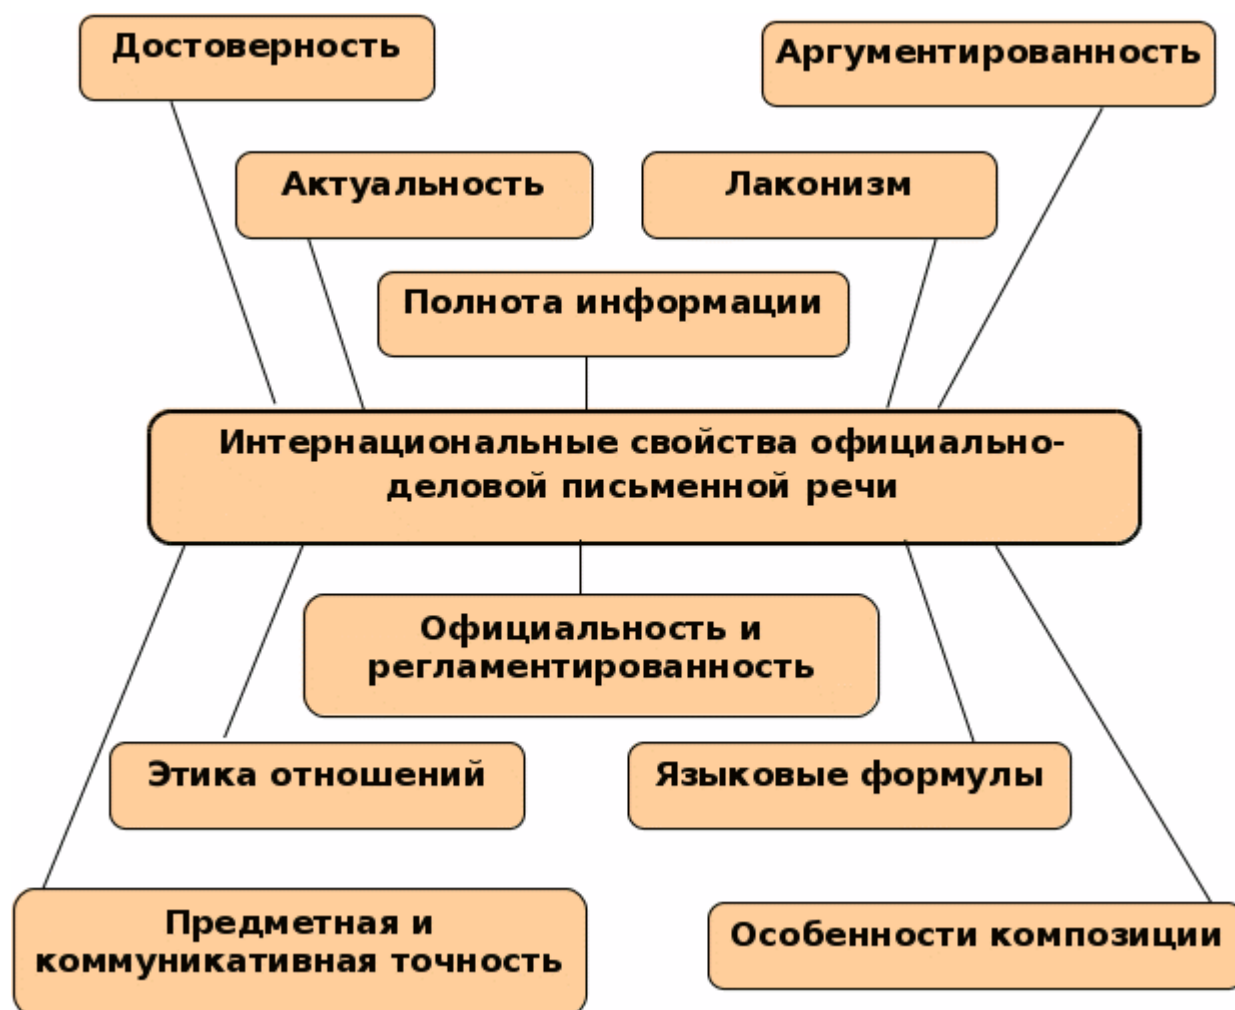 Достоверность
Аргументированность
Актуальность
Лаконизм
Полнота информации
Интернациональные свойства официально-
деловой письменной речи
Официальность и
регламентированность
Этика отношений
Языковые формулы
Предметная и
коммуникативная точность
Особенности композиции